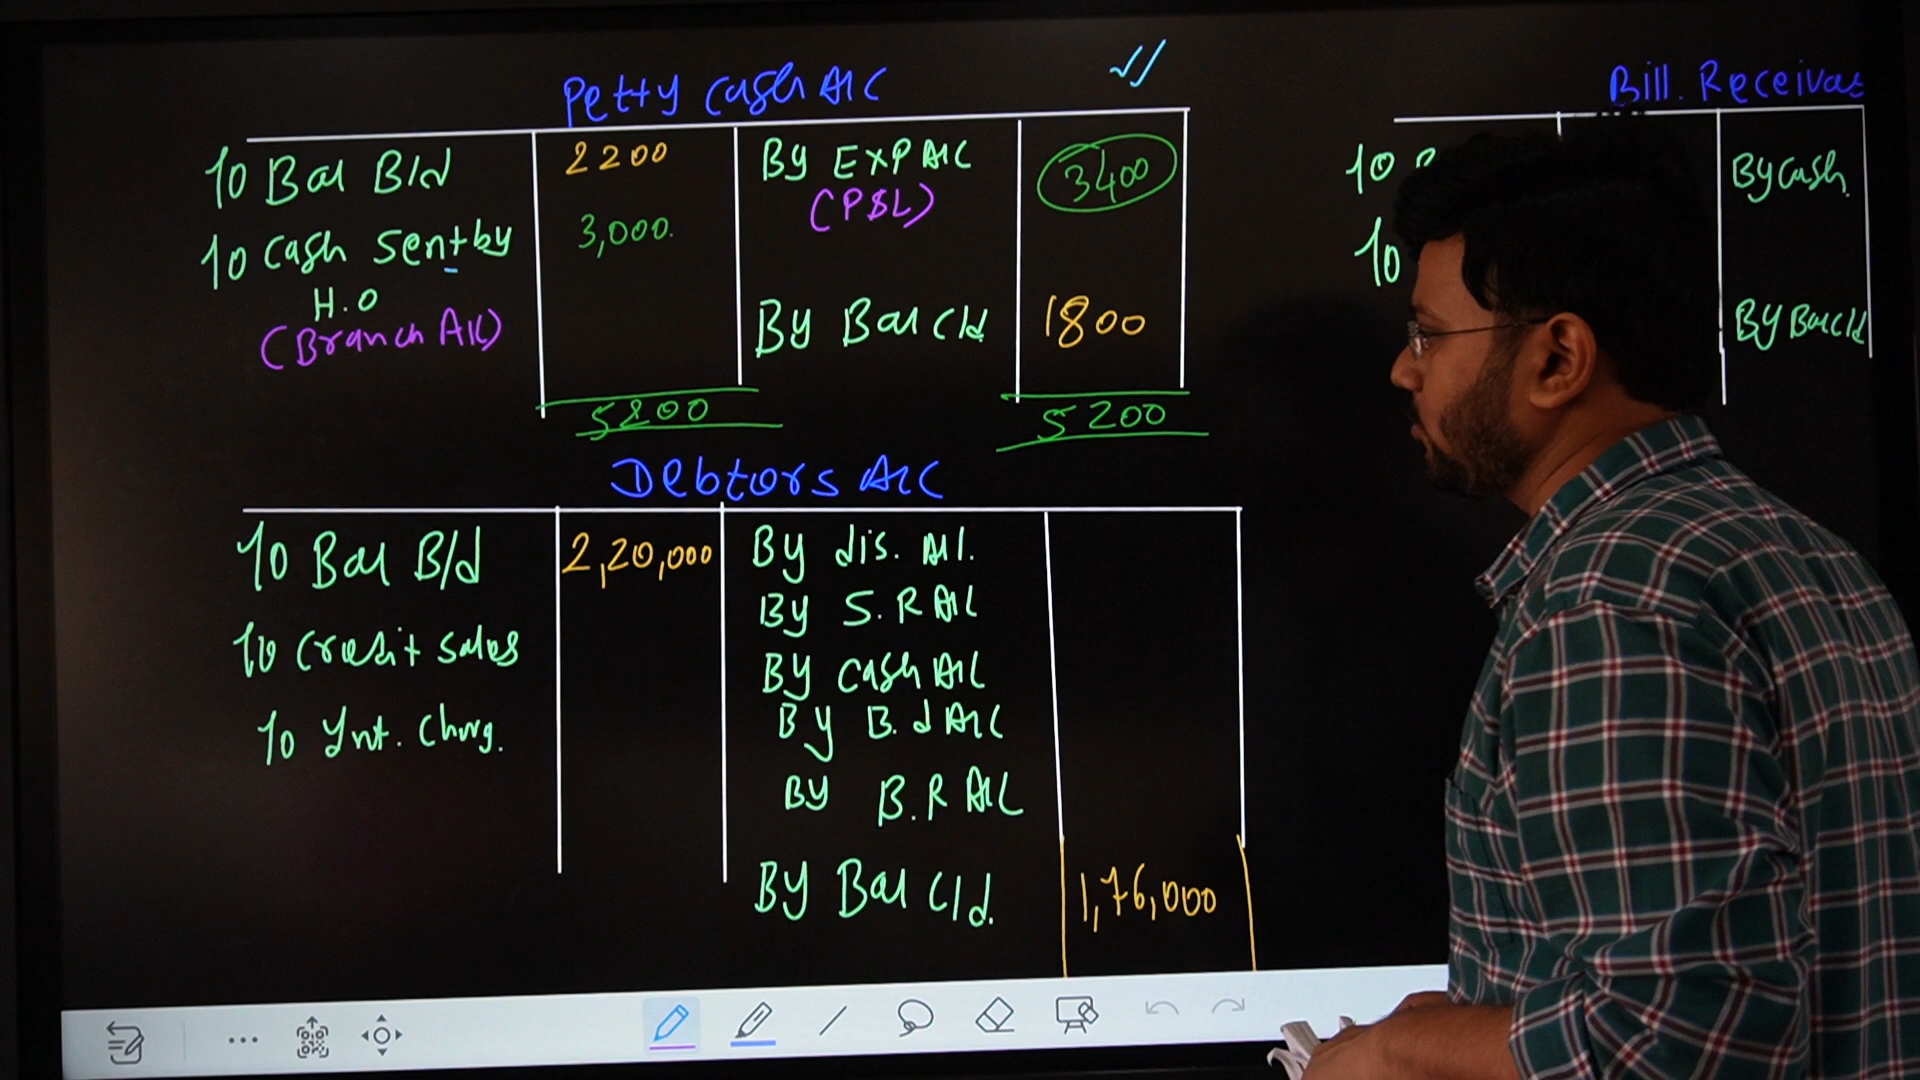 Petty Cash A/C
To Bal B/d 2200 By EXP A/C 3400
(P&L)
To Cash Sent by 3,000.
H.O
(Branch A/C)
By Bal C/d 1800
5200 5200
Debtors A/C
To Bal B/d 2,20,000 By dis. A/C.
To Credit Sales By S.R A/C
By Cash A/C
To Int. Charg. By B.d A/C
By B.R A/C
By Bal C/d. 1,76,000
Bill. Receivab
To By Cash.
To
By Bal C/d